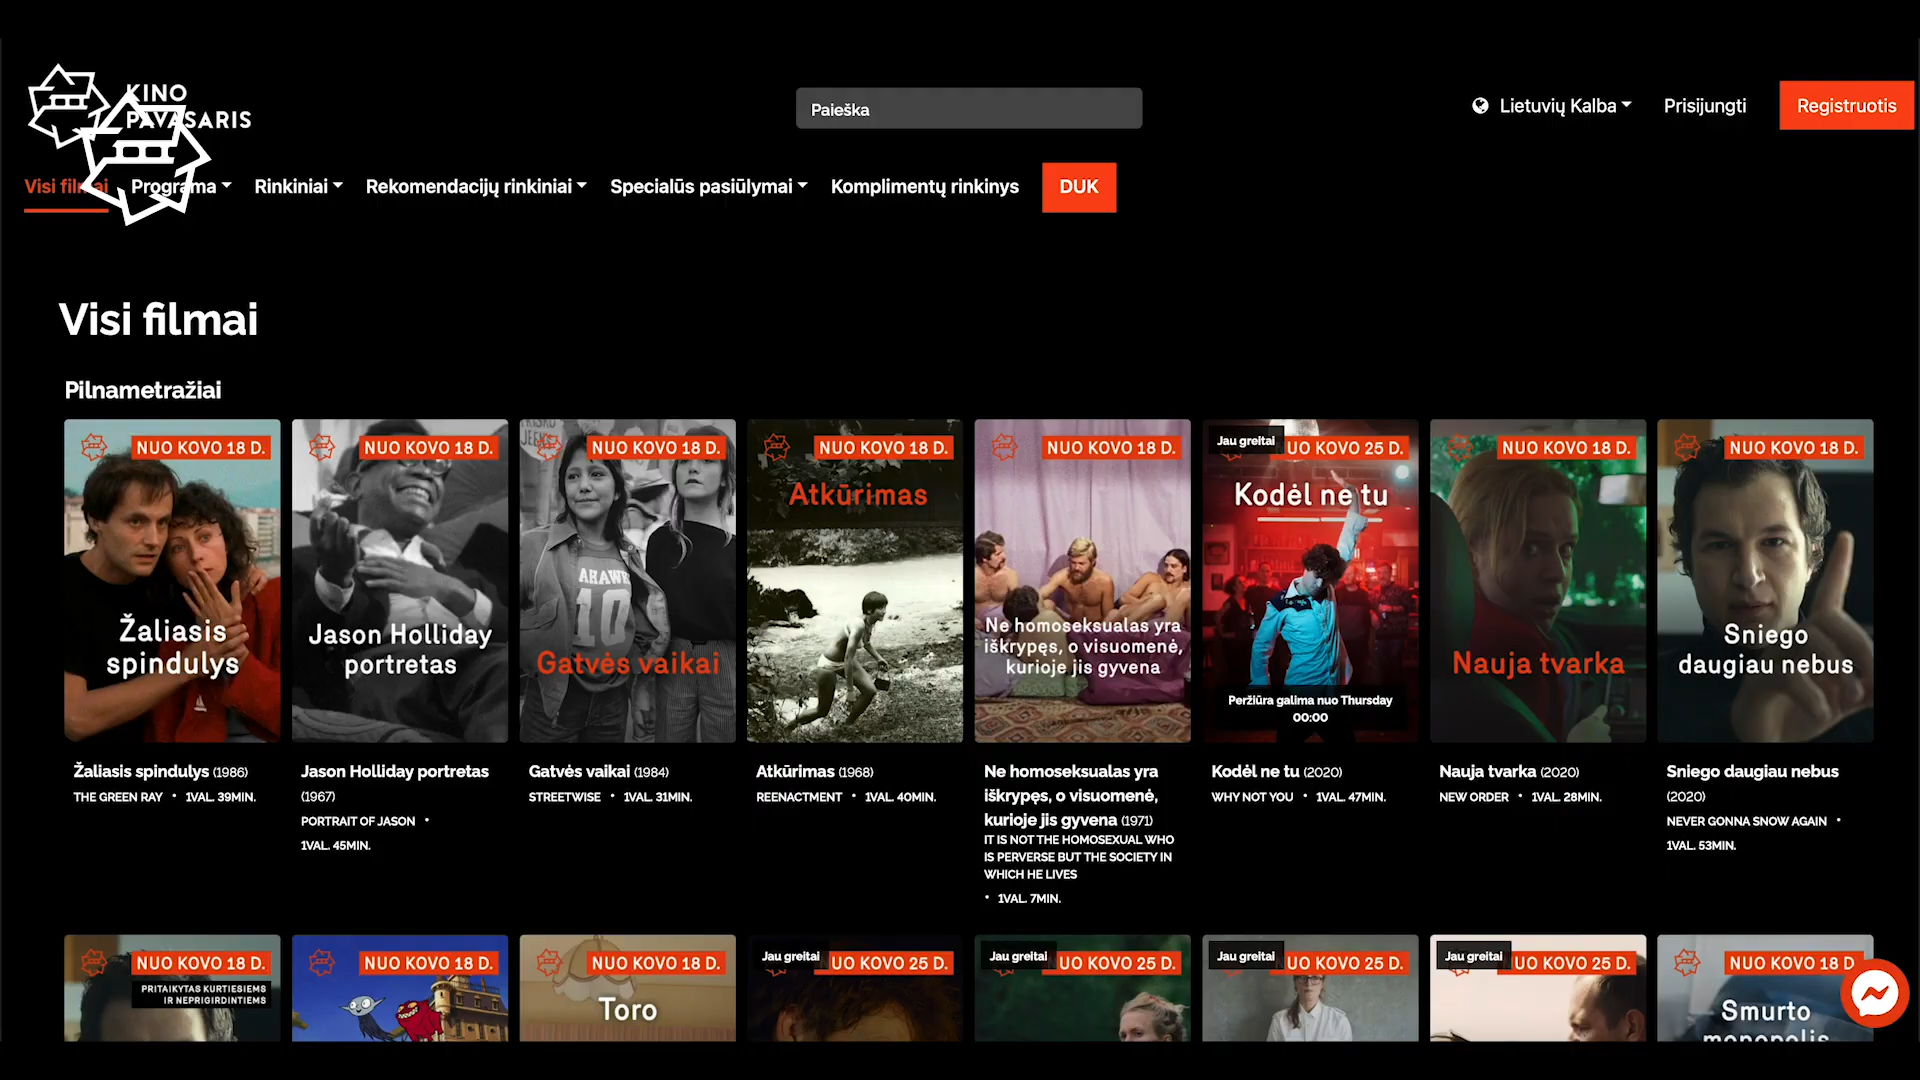 KINO
PAVASARIS
Paieška
Lietuvių Kalba
Prisijungti
Registruotis
Visi filmai
Programa
Rinkiniai
Rekomendacijų rinkiniai
Specialūs pasiūlymai
Komplimentų rinkinys
DUK
Visi filmai
Pilnametražiai
NUO KOVO 18 D.
Žaliasis
spindulys
NUO KOVO 18 D.
Jason Holliday
portretas
NUO KOVO 18 D.
AHAWK
10
Gatvės vaikai
NUO KOVO 18 D.
Atkūrimas
NUO KOVO 18 D.
Ne homoseksualas yra
iškrypęs, o visuomenė,
kurioje jis gyvena
Jau greitai
UO KOVO 25 D.
Kodėl ne tu
Peržiūra galima nuo Thursday
00:00
NUO KOVO 18 D.
Nauja tvarka
NUO KOVO 18 D.
Sniego
daugiau nebus
Žaliasis spindulys (1986)
THE GREEN RAY • 1VAL. 39MIN.
Jason Holliday portretas
(1967)
PORTRAIT OF JASON •
1VAL. 45MIN.
Gatvės vaikai (1984)
STREETWISE • 1VAL. 31MIN.
Atkūrimas (1968)
REENACTMENT • 1VAL. 40MIN.
Ne homoseksualas yra
iškrypęs, o visuomenė,
kurioje jis gyvena (1971)
IT IS NOT THE HOMOSEXUAL WHO
IS PERVERSE BUT THE SOCIETY IN
WHICH HE LIVES
• 1VAL. 7MIN.
Kodėl ne tu (2020)
WHY NOT YOU • 1VAL. 47MIN.
Nauja tvarka (2020)
NEW ORDER • 1VAL. 28MIN.
Sniego daugiau nebus
(2020)
NEVER GONNA SNOW AGAIN •
1VAL. 53MIN.
NUO KOVO 18 D.
PRITAIKYTAS KURTIESIEMS
IR NEPRIGIRDINTIEMS
NUO KOVO 18 D.
NUO KOVO 18 D.
Toro
Jau greitai
UO KOVO 25 D.
Jau greitai
UO KOVO 25 D.
Jau greitai
UO KOVO 25 D.
Jau greitai
UO KOVO 25 D.
NUO KOVO 18 D
Smurto
monopolis